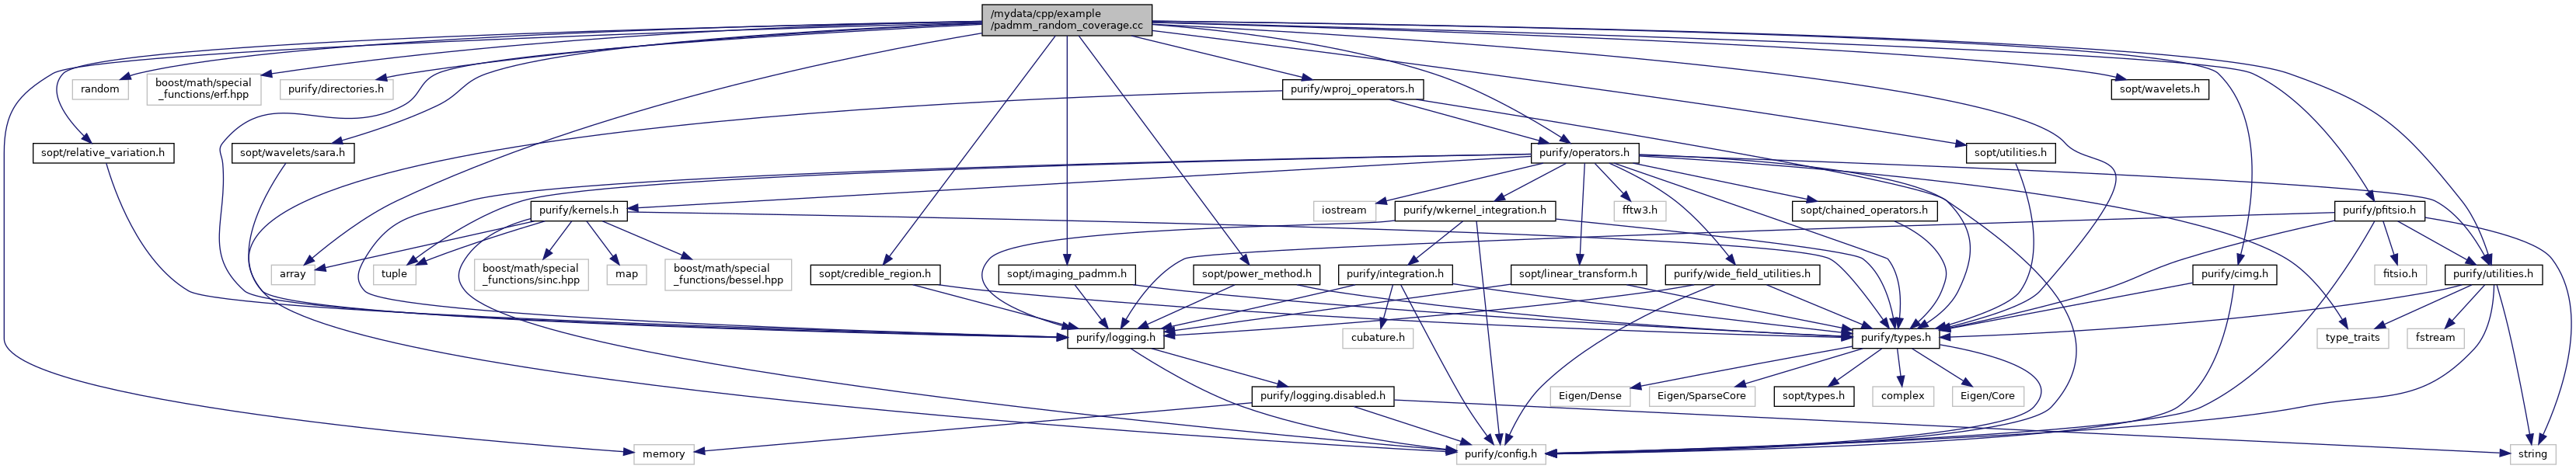 /mydata/cpp/example
/padmm_random_coverage.cc
random
boost/math/special
_functions/erf.hpp
purify/directories.h
purify/wproj_operators.h
sopt/wavelets.h
sopt/relative_variation.h
sopt/wavelets/sara.h
purify/operators.h
sopt/utilities.h
purify/kernels.h
iostream
purify/wkernel_integration.h
fftw3.h
sopt/chained_operators.h
purify/pfitsio.h
array
tuple
boost/math/special
_functions/sinc.hpp
map
boost/math/special
_functions/bessel.hpp
sopt/credible_region.h
sopt/imaging_padmm.h
sopt/power_method.h
purify/integration.h
sopt/linear_transform.h
purify/wide_field_utilities.h
purify/cimg.h
fitsio.h
purify/utilities.h
purify/logging.h
cubature.h
purify/types.h
type_traits
fstream
purify/logging.disabled.h
Eigen/Dense
Eigen/SparseCore
sopt/types.h
complex
Eigen/Core
memory
purify/config.h
string